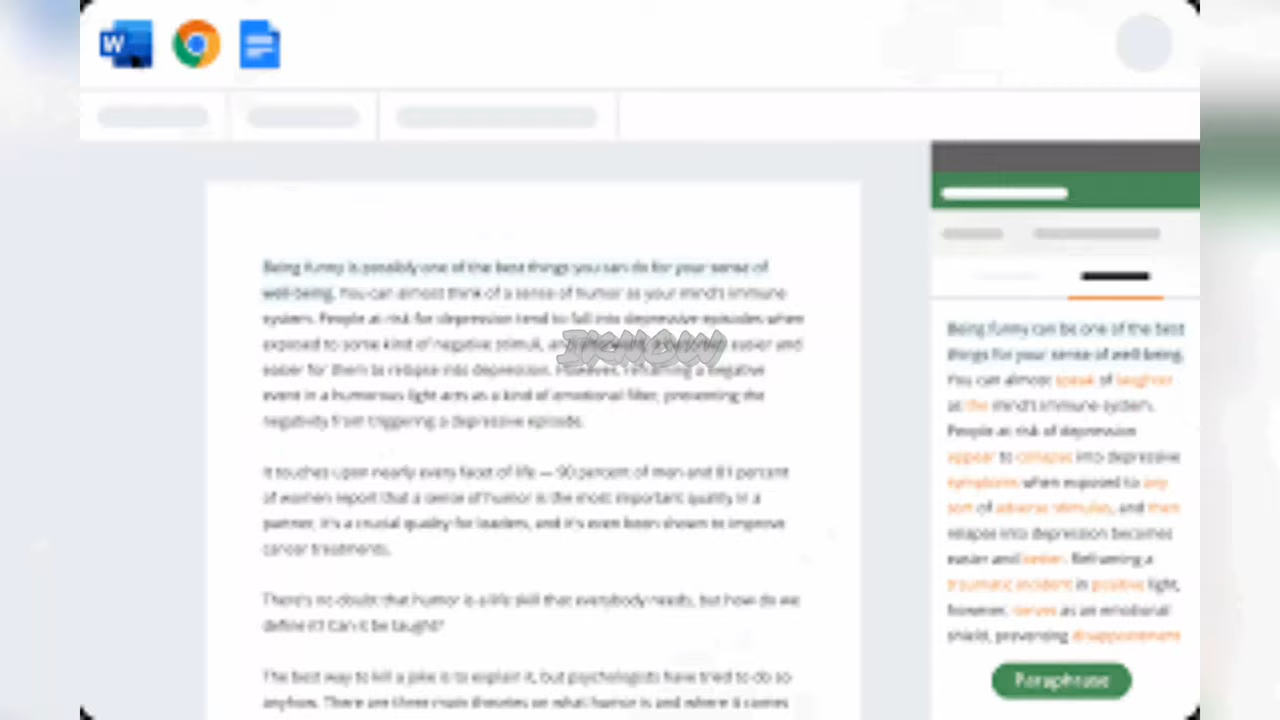 W
Being funny is possibly one of the best things you can do for your sense of
well-being. You can almost think of a sense of humor as your mind's immune
system. People at risk for depression tend to fall into depressive episodes when
exposed to some kind of negative stimuli, and easier and
easier for them to relapse into depression. However, reframing a negative
event in a humorous light acts as a kind of emotional filter, preventing the
negativity from triggering a depressive episode.
It touches upon nearly every facet of life — 90 percent of men and 81 percent
of women report that a sense of humor is the most important quality in a
partner, it's a crucial quality for leaders, and it's even been shown to improve
cancer treatments.
There's no doubt that humor is a life skill that everybody needs, but how do we
define it? Can it be taught?
The best way to kill a joke is to explain it, but psychologists have tried to do so
anyhow. There are three main theories on what humor is and where it comes
IKNOW
Being funny can be one of the best
things for your sense of well-being.
You can almost speak of laughter
as the mind's immune system.
People at risk of depression
appear to collapse into depressive
symptoms when exposed to any
sort of adverse stimulus, and then
relapse into depression becomes
easier and easier. Reframing a
traumatic incident in positive light,
however, serves as an emotional
shield, preventing disappointment
Paraphrase